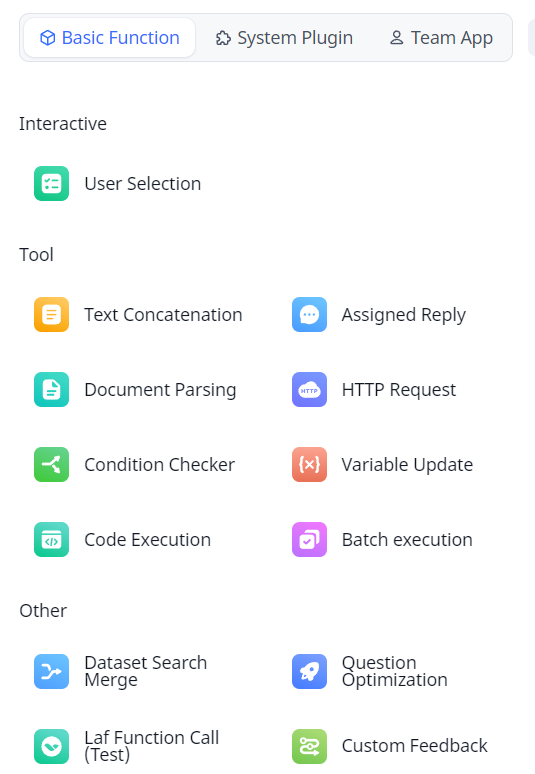 Basic Function
System Plugin
Team App
Interactive
User Selection
Tool
Text Concatenation
Assigned Reply
Document Parsing
HTTP
HTTP Request
Condition Checker
Variable Update
Code Execution
Batch execution
Other
Dataset Search
Merge
Question
Optimization
Laf Function Call
(Test)
Custom Feedback